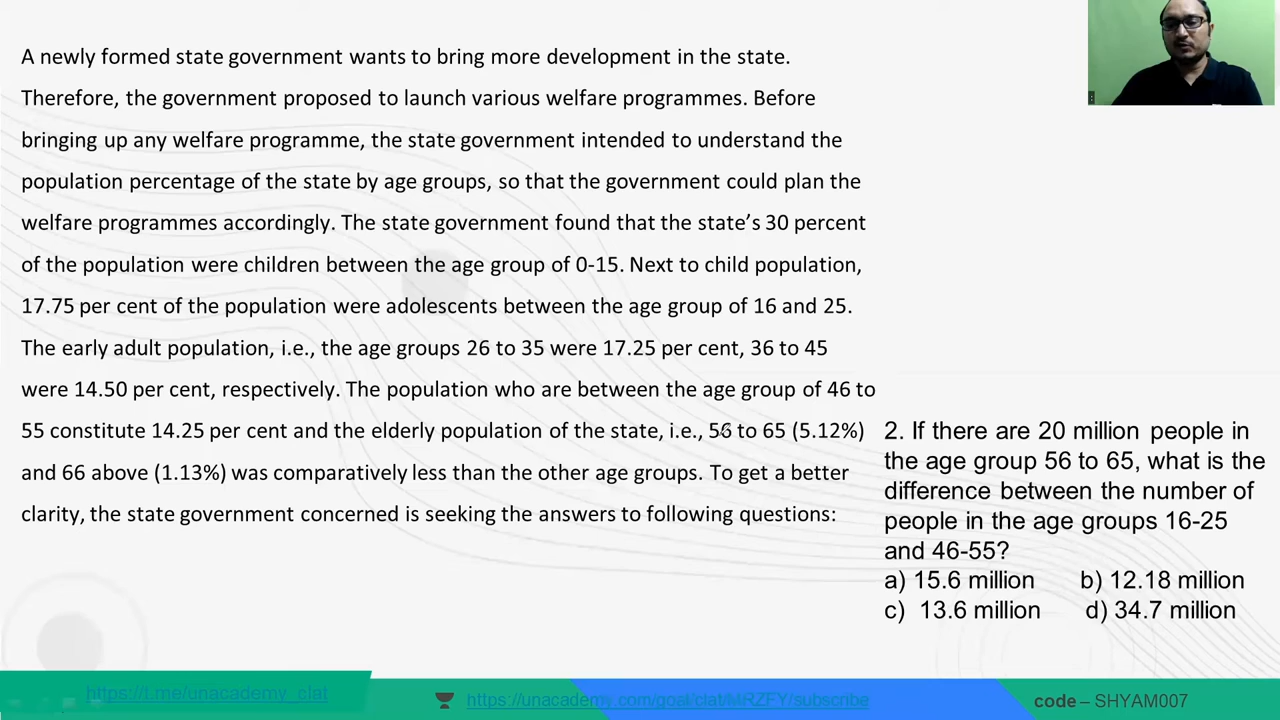 A newly formed state government wants to bring more development in the state.
Therefore, the government proposed to launch various welfare programmes. Before
bringing up any welfare programme, the state government intended to understand the
population percentage of the state by age groups, so that the government could plan the
welfare programmes accordingly. The state government found that the state’s 30 percent
of the population were children between the age group of 0-15. Next to child population,
17.75 per cent of the population were adolescents between the age group of 16 and 25.
The early adult population, i.e., the age groups 26 to 35 were 17.25 per cent, 36 to 45
were 14.50 per cent, respectively. The population who are between the age group of 46 to
55 constitute 14.25 per cent and the elderly population of the state, i.e., 56 to 65 (5.12%)
and 66 above (1.13%) was comparatively less than the other age groups. To get a better
clarity, the state government concerned is seeking the answers to following questions:
2. If there are 20 million people in
the age group 56 to 65, what is the
difference between the number of
people in the age groups 16-25
and 46-55?
a) 15.6 million b) 12.18 million
c) 13.6 million d) 34.7 million
https://t.me/unacademy_clat
https://unacademy.com/goal/clat/MRZFY/subscribe
code – SHYAM007